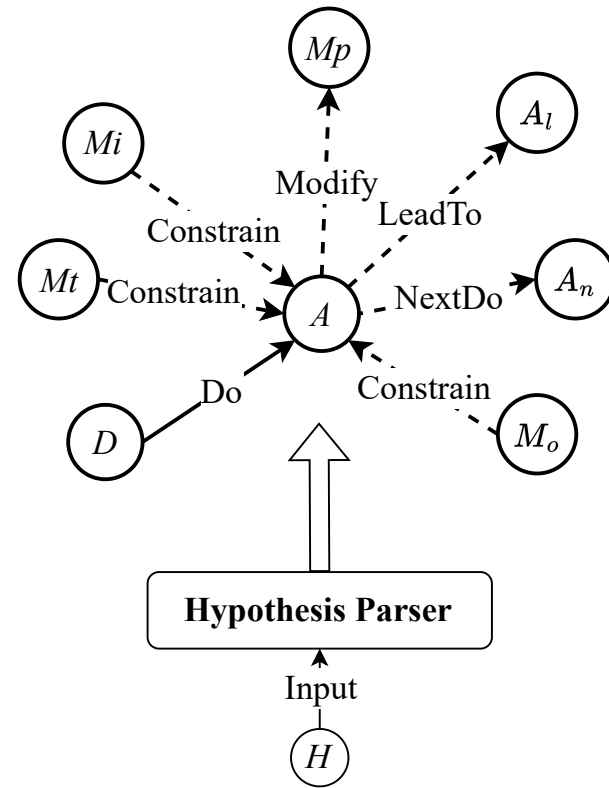 Mp
Mi
A_l
Modify
LeadTo
Constrain
Mt
Constrain
A
NextDo
A_n
Do
Constrain
D
M_o
Hypothesis Parser
Input
H